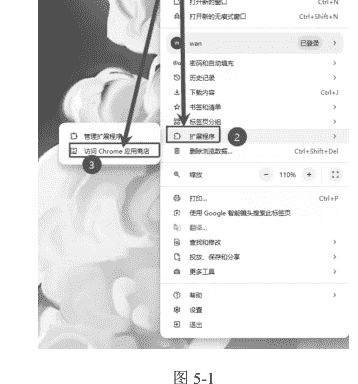 打开新的窗口 Ctrl+N
打开新的无痕式窗口 Ctrl+Shift+N
wan 已登录
密码和自动填充
历史记录
下载内容 Ctrl+J
书签和清单
标签页分组
扩展程序 2
管理扩展程序
访问 Chrome 应用商店
3
删除浏览数据... Ctrl+Shift+Del
缩放 - 110% +
打印... Ctrl+P
使用 Google 智能镜头搜索此标签页
翻译...
查找和修改
投放、保存和分享
更多工具
帮助
设置
退出
图 5-1